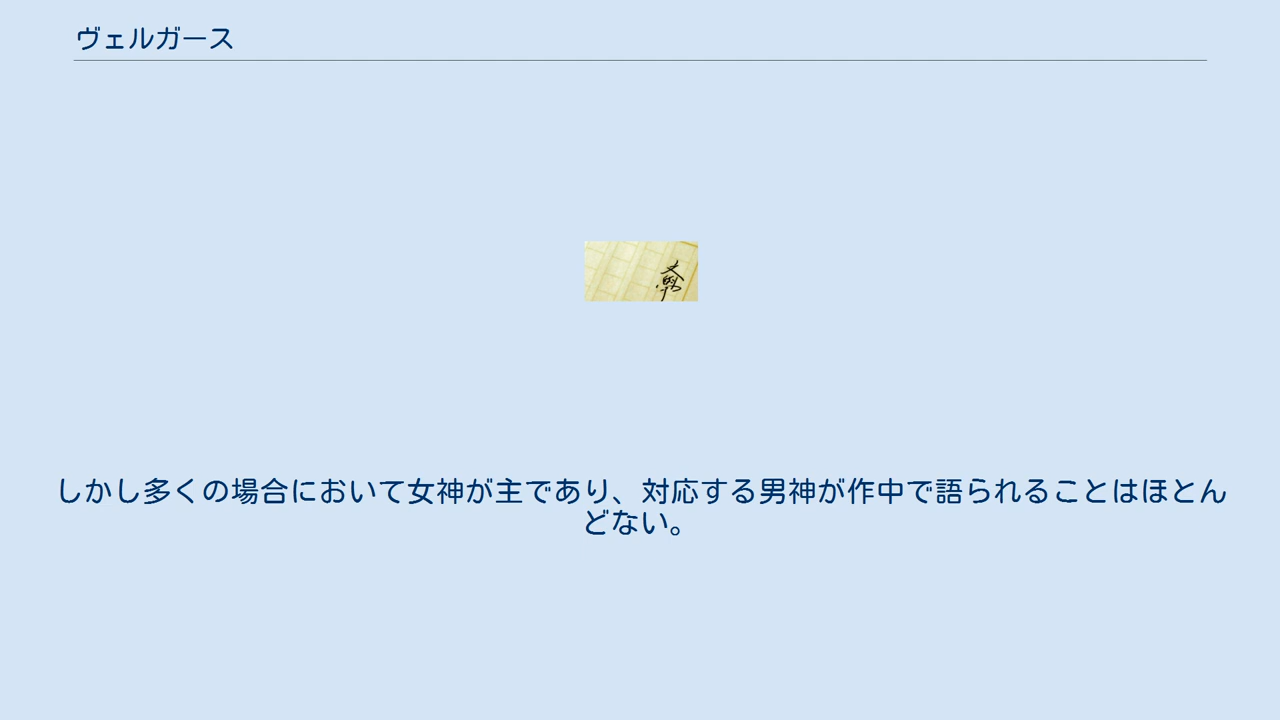 ヴェルガース
しかし多くの場合において女神が主であり、対応する男神が作中で語られることはほとん
どない。